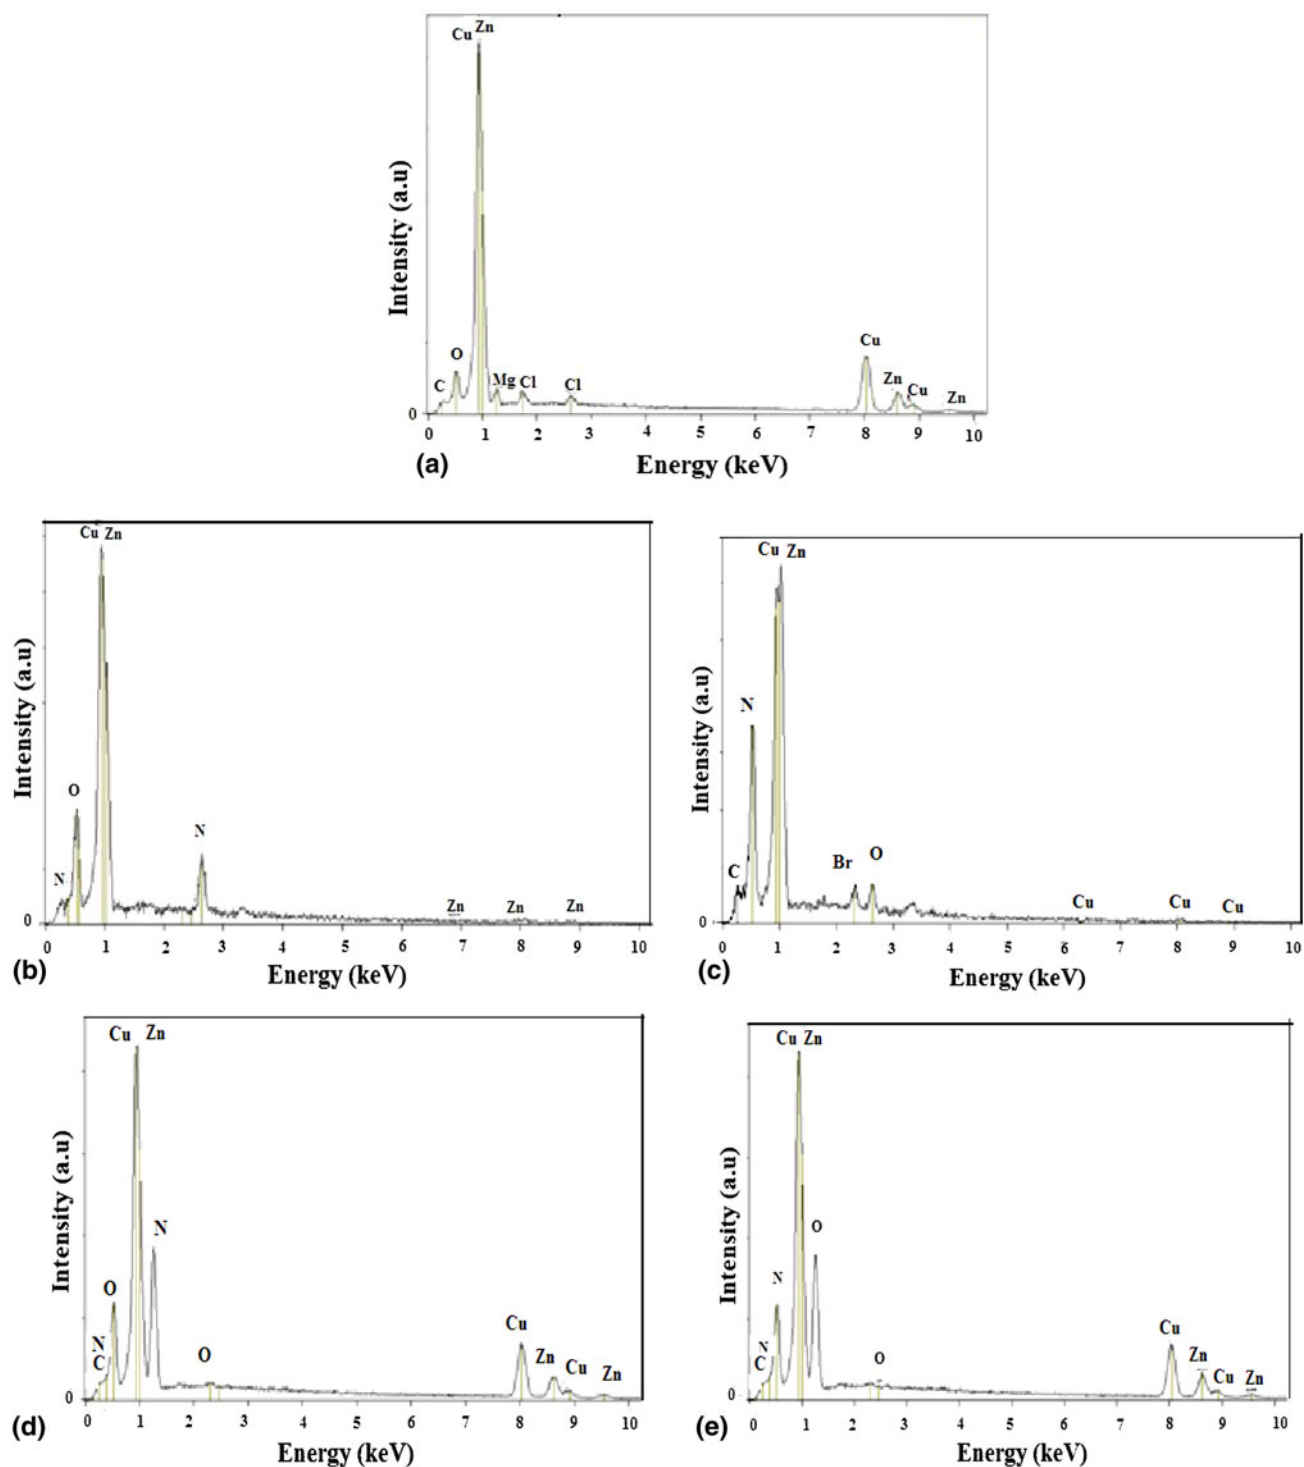 Cu Zn
Intensity (a.u)
C O Mg Cl Cl Cu Zn Cu Zn
0
0 1 2 3 4 5 6 7 8 9 10
(a) Energy (keV)
Cu Zn
Intensity (a.u)
N O N Zn Zn Zn
0
0 1 2 3 4 5 6 7 8 9 10
(b) Energy (keV)
Cu Zn
Intensity (a.u)
C N Br O Cu Cu Cu
0
0 1 2 3 4 5 6 7 8 9 10
(c) Energy (keV)
Cu Zn
Intensity (a.u)
N
O
N
C
O
Cu Zn Cu Zn
0
0 1 2 3 4 5 6 7 8 9 10
(d) Energy (keV)
Cu Zn
Intensity (a.u)
O
N
N
C
O
Cu Zn Cu Zn
0
0 1 2 3 4 5 6 7 8 9 10
(e) Energy (keV)